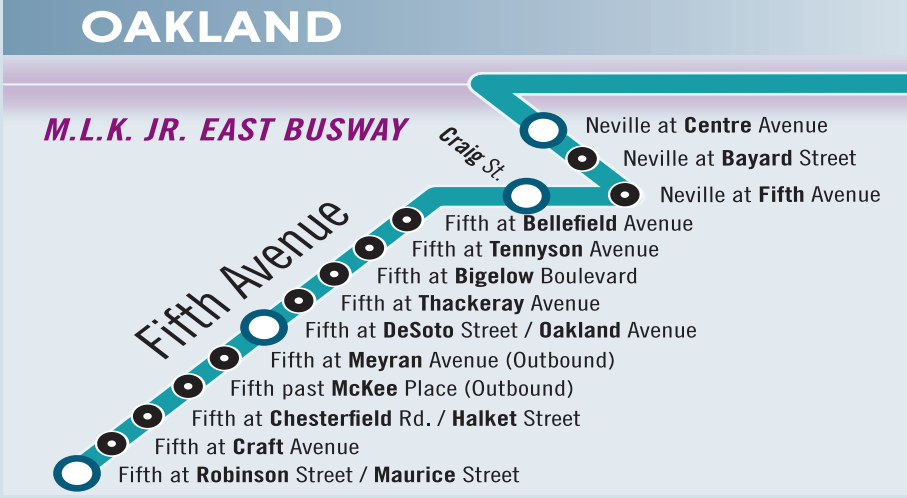 OAKLAND
M.L.K. JR. EAST BUSWAY
Neville at Centre Avenue
Neville at Bayard Street
Craig St.
Neville at Fifth Avenue
Fifth Avenue
Fifth at Bellefield Avenue
Fifth at Tennyson Avenue
Fifth at Bigelow Boulevard
Fifth at Thackeray Avenue
Fifth at DeSoto Street / Oakland Avenue
Fifth at Meyran Avenue (Outbound)
Fifth past McKee Place (Outbound)
Fifth at Chesterfield Rd. / Halket Street
Fifth at Craft Avenue
Fifth at Robinson Street / Maurice Street